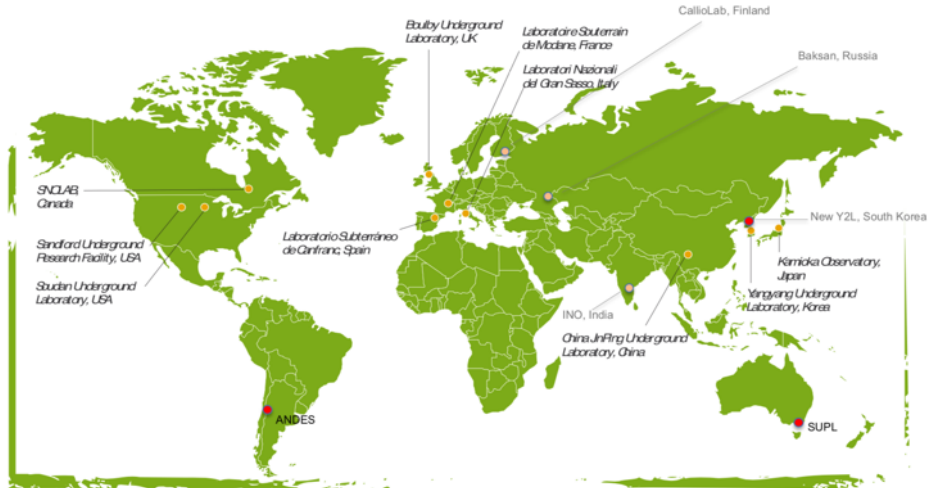 CallioLab, Finland
Boulby Underground
Laboratory, UK
Laboratoire Souterrain
de Modane, France
Baksan, Russia
Laboratori Nazionali
del Gran Sasso, Italy
SNOLAB,
Canada
New Y2L, South Korea
Laboratorio Subterráneo
de Canfranc, Spain
Sandford Underground
Research Facility, USA
Kamioka Observatory,
Japan
Soudan Underground
Laboratory, USA
Yangyang Underground
Laboratory, Korea
INO, India
China JinPing Underground
Laboratory, China
ANDES
SUPL